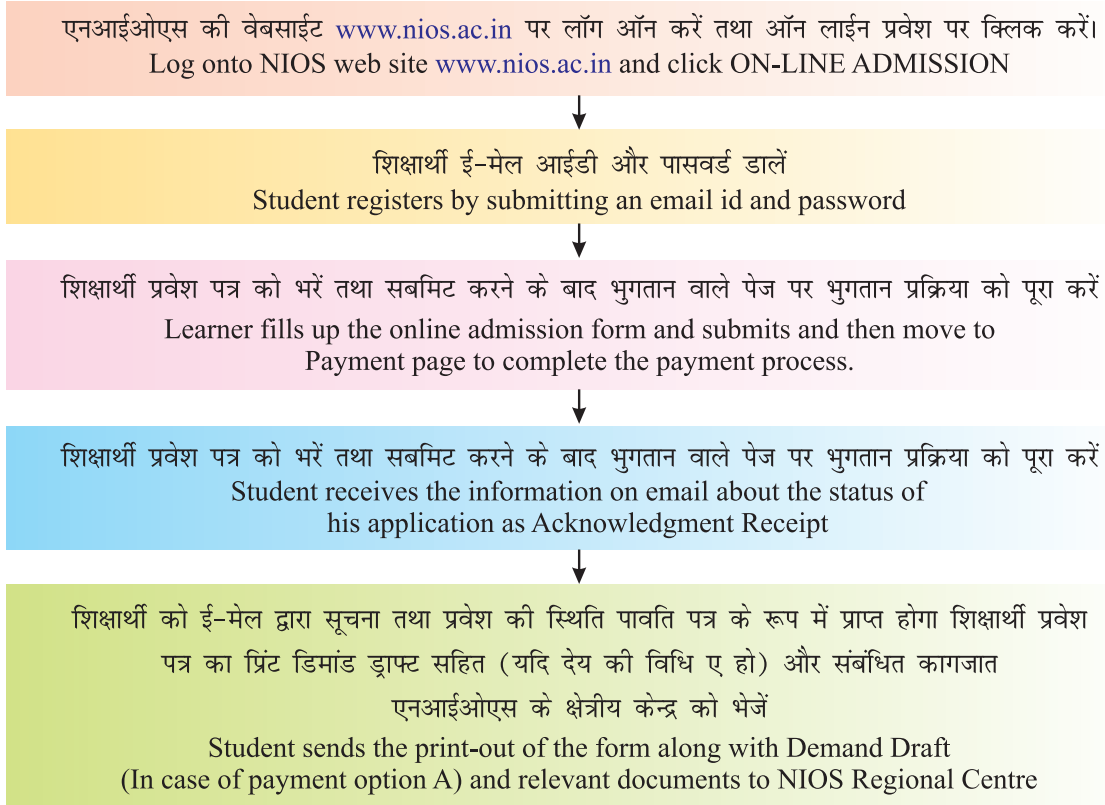 एनआईओएस की वेबसाईट www.nios.ac.in पर लॉग ऑन करें तथा ऑन लाईन प्रवेश पर क्लिक करें।
Log onto NIOS web site www.nios.ac.in and click ON-LINE ADMISSION
शिक्षार्थी ई-मेल आईडी और पासवर्ड डालें
Student registers by submitting an email id and password
शिक्षार्थी प्रवेश पत्र को भरें तथा सबमिट करने के बाद भुगतान वाले पेज पर भुगतान प्रक्रिया को पूरा करें
Learner fills up the online admission form and submits and then move to
Payment page to complete the payment process.
शिक्षार्थी प्रवेश पत्र को भरें तथा सबमिट करने के बाद भुगतान वाले पेज पर भुगतान प्रक्रिया को पूरा करें
Student receives the information on email about the status of
his application as Acknowledgment Receipt
शिक्षार्थी को ई-मेल द्वारा सूचना तथा प्रवेश की स्थिति पावति पत्र के रूप में प्राप्त होगा शिक्षार्थी प्रवेश
पत्र का प्रिंट डिमांड ड्राफ्ट सहित (यदि देय की विधि ए हो) और संबंधित कागजात
एनआईओएस के क्षेत्रीय केन्द्र को भेजें
Student sends the print-out of the form along with Demand Draft
(In case of payment option A) and relevant documents to NIOS Regional Centre